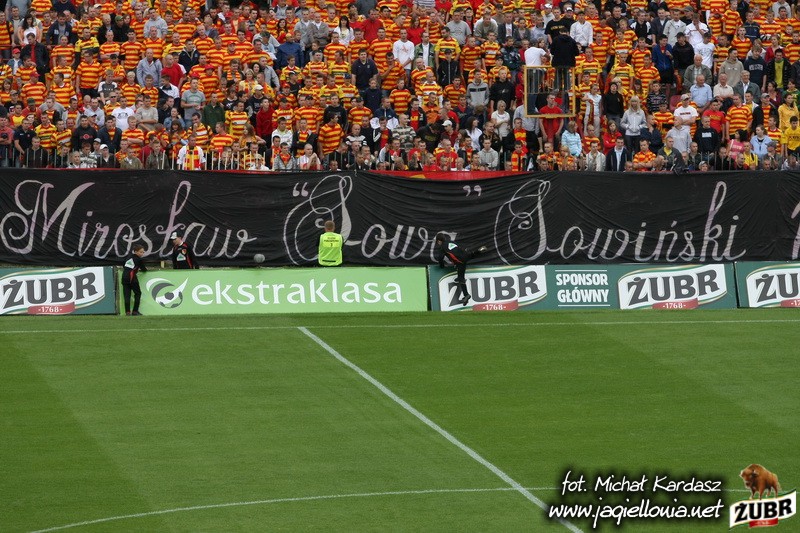 Mirosław "Sowa" Sowiński
ŻUBR
1768
ekstraklasa
ŻUBR
1768
SPONSOR
GŁÓWNY
ŻUBR
1768
ŻUBR
1768
fot. Michał Kardasz
www.jagiellonia.net
ŻUBR